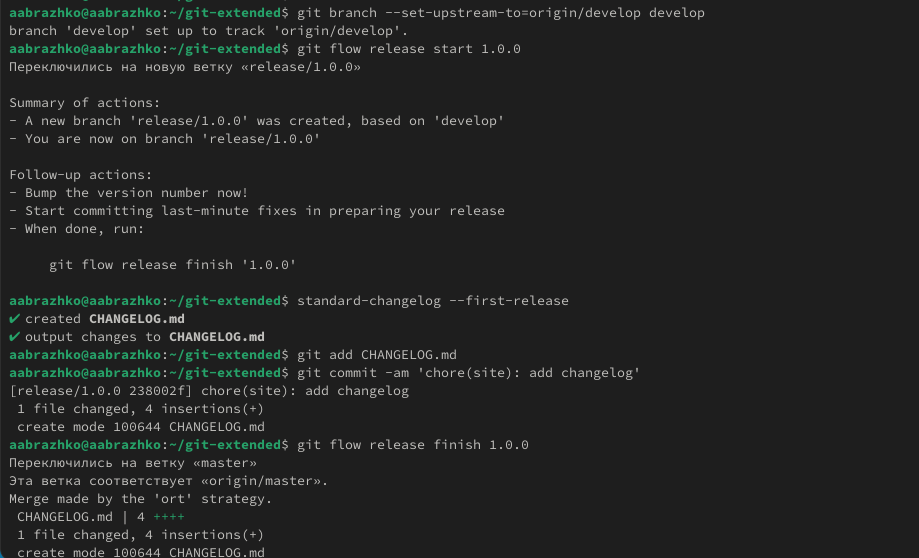 aabrazhko@aabrazhko:~/git-extended$ git branch --set-upstream-to=origin/develop develop
branch 'develop' set up to track 'origin/develop'.
aabrazhko@aabrazhko:~/git-extended$ git flow release start 1.0.0
Переключились на новую ветку «release/1.0.0»

Summary of actions:
- A new branch 'release/1.0.0' was created, based on 'develop'
- You are now on branch 'release/1.0.0'

Follow-up actions:
- Bump the version number now!
- Start committing last-minute fixes in preparing your release
- When done, run:

     git flow release finish '1.0.0'

aabrazhko@aabrazhko:~/git-extended$ standard-changelog --first-release
✔ created CHANGELOG.md
✔ output changes to CHANGELOG.md
aabrazhko@aabrazhko:~/git-extended$ git add CHANGELOG.md
aabrazhko@aabrazhko:~/git-extended$ git commit -am 'chore(site): add changelog'
[release/1.0.0 238002f] chore(site): add changelog
 1 file changed, 4 insertions(+)
 create mode 100644 CHANGELOG.md
aabrazhko@aabrazhko:~/git-extended$ git flow release finish 1.0.0
Переключились на ветку «master»
Эта ветка соответствует «origin/master».
Merge made by the 'ort' strategy.
 CHANGELOG.md | 4 ++++
 1 file changed, 4 insertions(+)
 create mode 100644 CHANGELOG.md